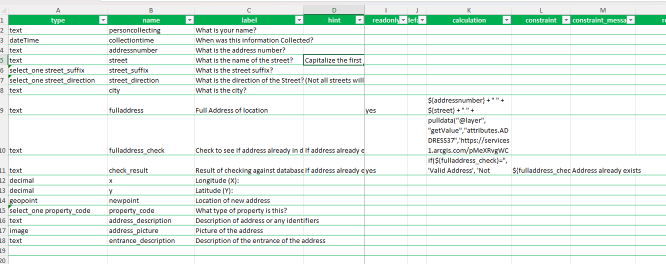 A B C D I J K L M
1 type name label hint readonly calculation constraint constraint_messa
2 text personcollecting What is your name?
3 dateTime collectiontime When was this information Collected?
4 text addressnumber What is the address number?
5 text street What is the name of the street? Capitalize the first
6 select_one street_suffix street_suffix What is the street suffix?
7 select_one street_direction street_direction What is the direction of the Street? (Not all streets will
8 text city What is the city?
9 text fulladdress Full Address of location yes ${addressnumber} + " " +
${street} + " " +
10 text fulladdress_check Check to see if address already in d If address already e pulldata("@layer",
"getValue","attributes.AD
DRESS37",'https://services
1.arcgis.com/pMeXRvgWC
11 text check_result Result of checking against database If address already e yes if(${fulladdress_check}='',
'Valid Address', 'Not ${fulladdress_chec Address already exists
12 decimal x Longitude (X):
13 decimal y Latitude (Y):
14 geopoint newpoint Location of new address
15 select_one property_code property_code What type of property is this?
16 text address_description Description of address or any identifiers
17 image address_picture Picture of the address
18 text entrance_description Description of the entrance of the address
19
20